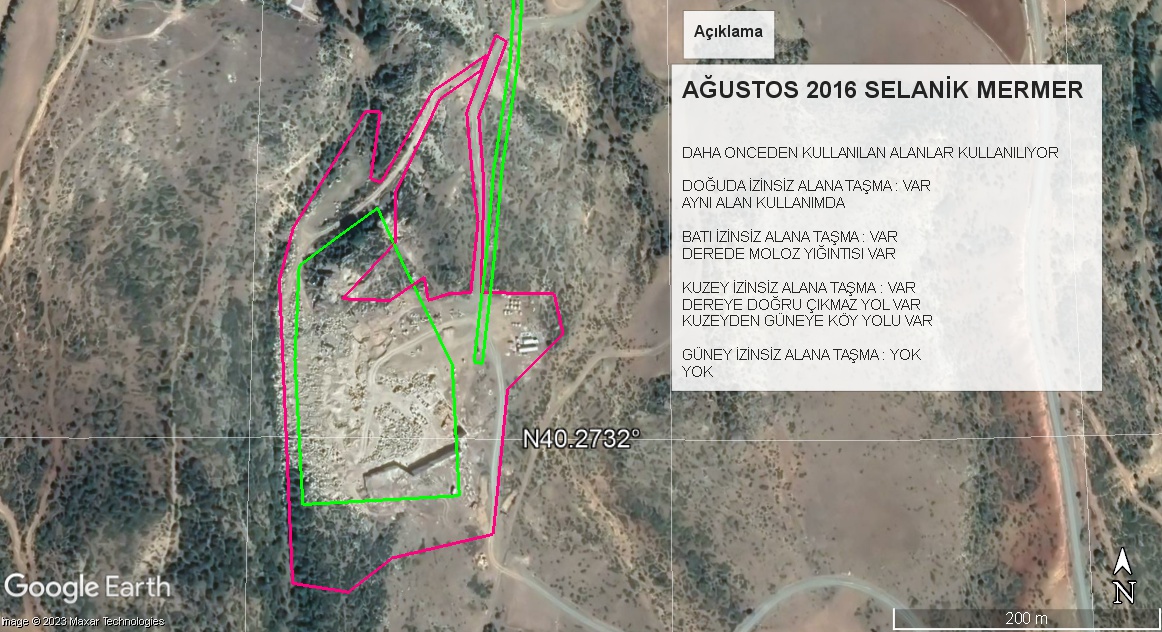 Açıklama
AĞUSTOS 2016 SELANİK MERMER
DAHA ONCEDEN KULLANILAN ALANLAR KULLANILIYOR
DOĞUDA İZİNSİZ ALANA TAŞMA : VAR
AYNI ALAN KULLANIMDA
BATI İZİNSİZ ALANA TAŞMA : VAR
DEREDE MOLOZ YIĞINTISI VAR
KUZEY İZİNSİZ ALANA TAŞMA : VAR
DEREYE DOĞRU ÇIKMAZ YOL VAR
KUZEYDEN GÜNEYE KÖY YOLU VAR
GÜNEY İZİNSİZ ALANA TAŞMA : YOK
YOK
N40.2732°
Google Earth
N
mage © 2023 Maxar Technologies
200 m